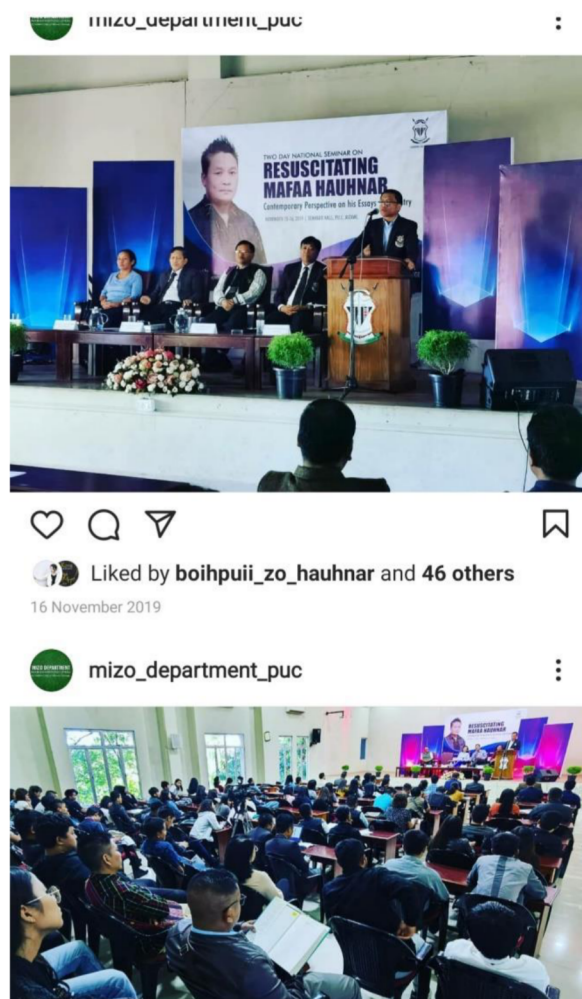 mizo_department_puc
TWO DAY NATIONAL SEMINAR ON
RESUSCITATING
MAFAA HAUHNAR
Contemporary Perspective on his Essays
Liked by boihpuii_zo_hauhnar and 46 others
16 November 2019
MIZO DEPARTMENT
mizo_department_puc
RESUSCITATING
MAFAA HAUHNAR